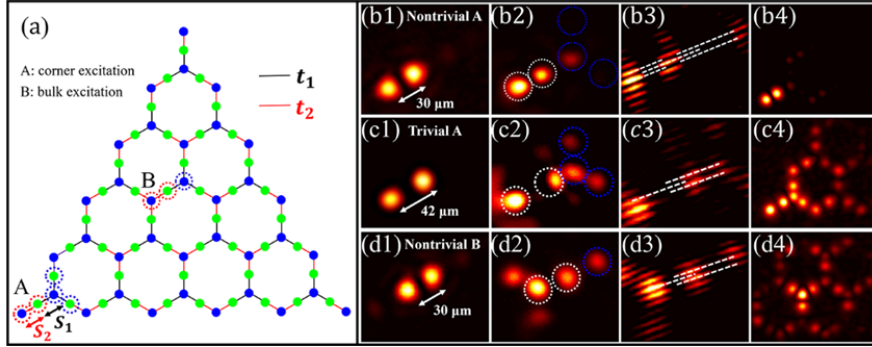 (a)
A: corner excitation
B: bulk excitation
t₁
t₂
B
A
S₂
S₁
(b1) Nontrivial A
30 μm
(b2)
(b3)
(b4)
(c1) Trivial A
42 μm
(c2)
(c3)
(c4)
(d1) Nontrivial B
30 μm
(d2)
(d3)
(d4)